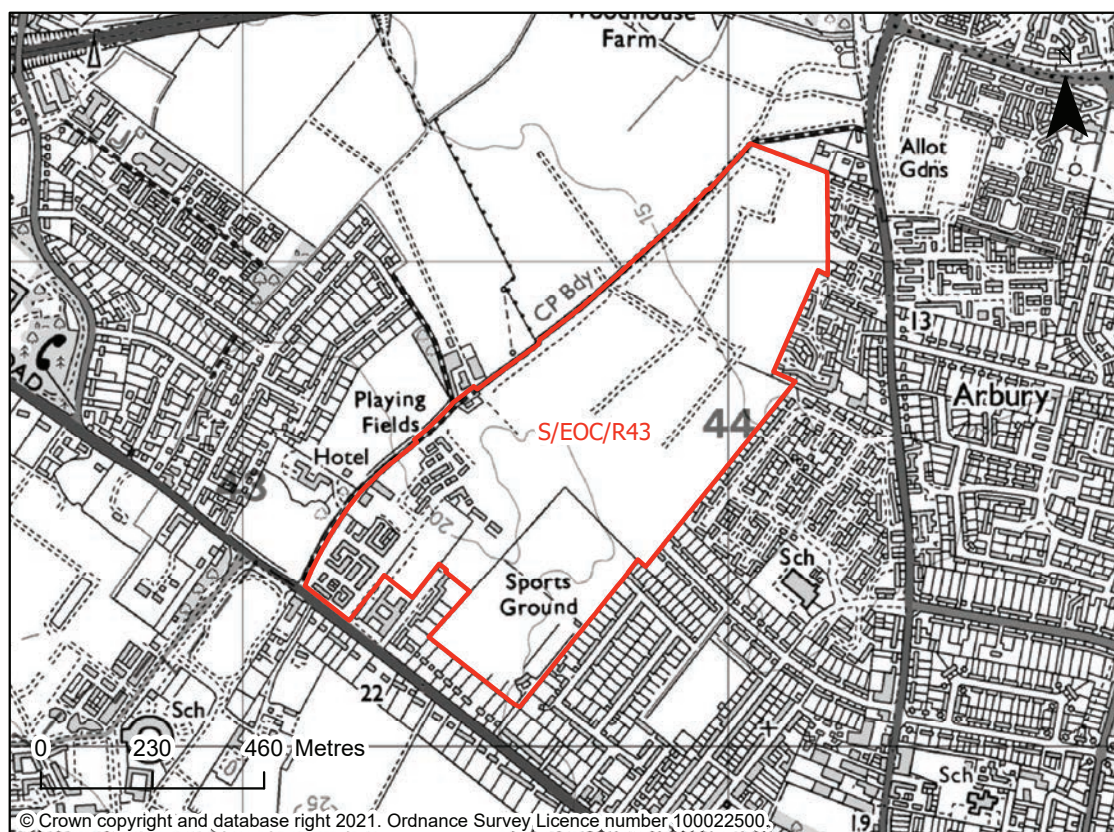 Woodhouse
Farm
N
Allot
Gdns
15
CP Bdy
13
Arbury
Playing
Fields
S/EOC/R43
44
Hotel
43
20
Sch
Sports
Ground
22
Sch
0 230 460 Metres
Sch
25
19
© Crown copyright and database right 2021. Ordnance Survey Licence number 100022500.